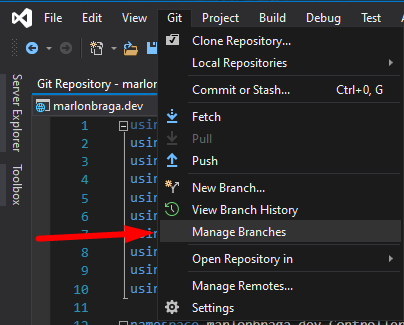 File
Edit
View
Git
Project
Build
Debug
Test
Git Repository - marlon
marlonbraga.dev
Server Explorer
Toolbox
1 usin
2 usin
3 usin
4 usin
5 usin
6 usin
7 usin
8 usin
9 usin
10 usin
11
12 namespace marlonbraga.dev.Controller
Clone Repository...
Local Repositories
Commit or Stash... Ctrl+0, G
Fetch
Pull
Push
New Branch...
View Branch History
Manage Branches
Open Repository in
Manage Remotes...
Settings